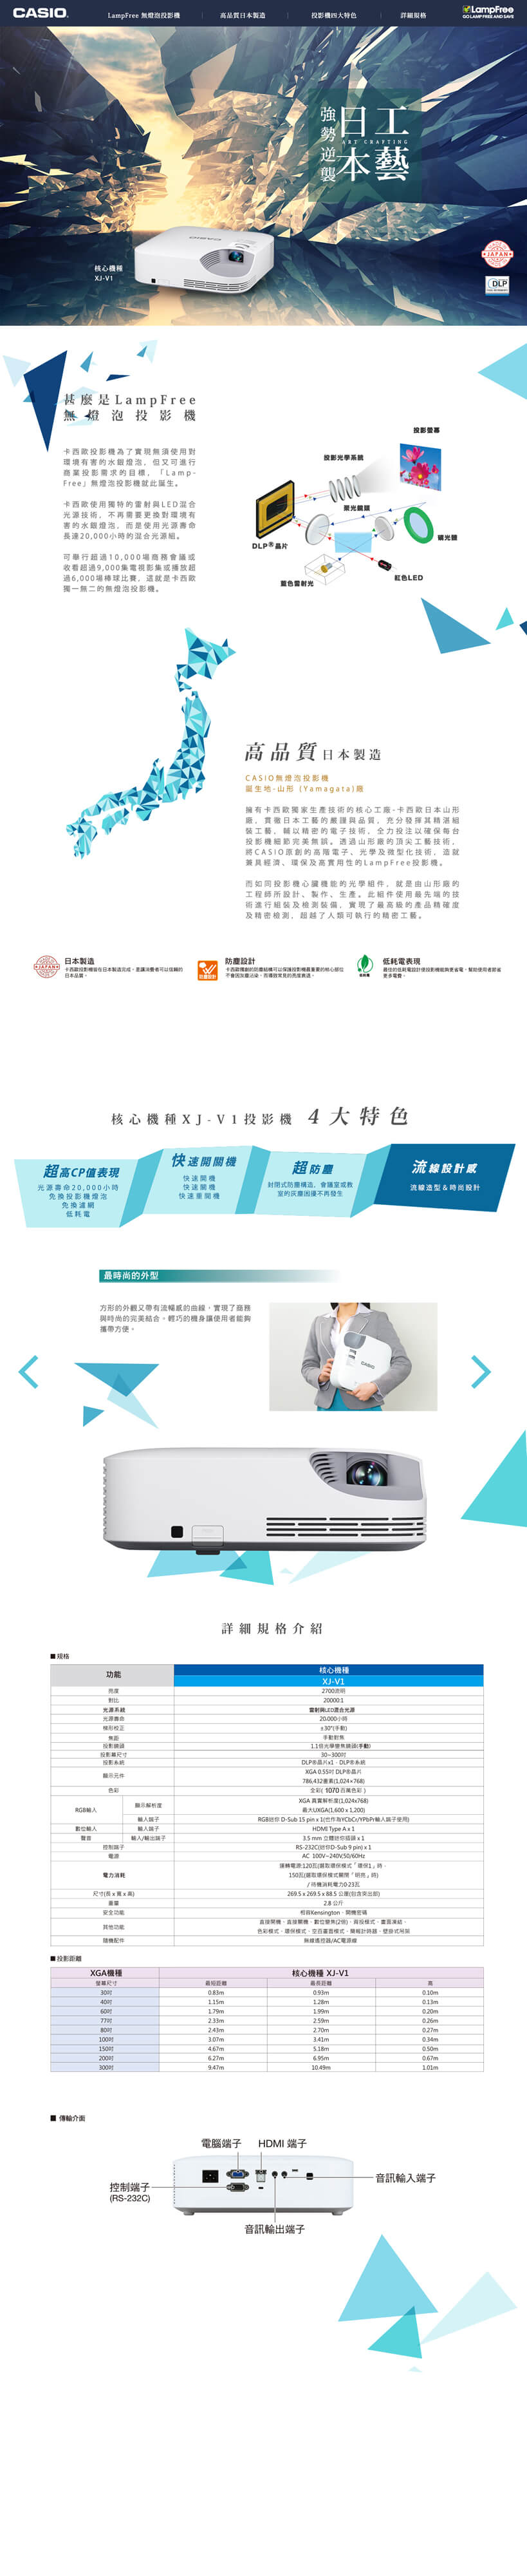 CASIO
LampFree 無燈泡投影機
高品質日本製造
投影機四大特色
詳細規格
LampFree
GO LAMP FREE AND SAVE
強勢逆襲
日本
工藝
ART CRAFTING
核心機種
XJ-V1
JAPAN
DLP
甚麼是LampFree
無燈泡投影機
卡西歐投影機為了實現無須使用對
環境有害的水銀燈泡，但又可進行
商業投影需求的目標，「Lamp-
Free」無燈泡投影機就此誕生。
卡西歐使用獨特的雷射與LED混合
光源技術，不再需要更換對環境有
害的水銀燈泡，而是使用光源壽命
長達20,000小時的混合光源組。
可舉行超過10,000場商務會議或
收看超過9,000集電視影集或播放超
過6,000場棒球比賽，這就是卡西歐
獨一無二的無燈泡投影機。
投影螢幕
投影光學系統
聚光鏡頭
DLP®晶片
藍色雷射光
紅色LED
高品質日本製造
CASIO無燈泡投影機
誕生地-山形 (Yamagata)廠
擁有卡西歐獨家生產技術的核心工廠-卡西歐日本山形
廠，貫徹日本工藝的嚴謹與品質，充分發揮其精湛組
裝工藝，輔以精密的電子技術，全力投注以確保每台
投影機細節完美無誤。透過山形廠的頂尖工藝技術，
將CASIO原創的高階電子、光學及微型化技術，造就
兼具經濟、環保及高實用性的LampFree投影機。
而如同投影機心臟機能的光學組件，就是由山形廠的
工程師所設計、製作、生產。此組件使用最先端的技
術進行組裝及檢測裝備，實現了最高級的產品精確度
及精密檢測，超越了人類可執行的精密工藝。
JAPAN
日本製造
卡西歐投影機皆在日本製造完成，意讓消費者可以信賴的
日本品質。
防塵設計
防塵設計
卡西歐獨創的防塵結構可以保護投影機最重要的核心部位
不會因灰塵沾染，而導致常見的亮度衰退。
低耗電表現
最佳的低耗電設計使投影機能夠更省電，幫助使用者節省
更多電費。
核心機種XJ-V1投影機 4大特色
超高CP值表現
光源壽命20,000小時
免換投影機燈泡
免換濾網
低耗電
快速開關機
快速開機
快速關機
快速重開機
超防塵
封閉式防塵構造，會議室或教
室的灰塵困擾不再發生
流線設計感
流線造型&時尚設計
最時尚的外型
方形的外觀又帶有流暢感的曲線，實現了商務
與時尚的完美結合。輕巧的機身讓使用者能夠
攜帶方便。
CASIO
詳細規格介紹
■ 規格
功能
核心機種
XJ-V1
亮度 2700流明
對比 20000:1
光源系統 雷射與LED混合光源
光源壽命 20,000小時
梯形校正 ±30°(手動)
焦距 手動對焦
投影鏡頭 1.1倍光學變焦鏡頭(手動)
投影幕尺寸 30~300吋
投影系統 DLP®晶片x1、DLP®系統
顯示元件 XGA 0.55吋 DLP®晶片
786,432畫素(1,024×768)
色彩 全彩( 1070 百萬色彩 )
RGB輸入 顯示解析度 XGA 真實解析度(1,024x768)
最大UXGA(1,600 x 1,200)
輸入端子 RGB迷你 D-Sub 15 pin x 1(也作為YCbCr/YPbPr輸入端子使用)
數位輸入 輸入端子 HDMI Type A x 1
聲音 輸入/輸出端子 3.5 mm 立體迷你插頭 x 1
控制端子 RS-232C(迷你D-Sub 9 pin) x 1
電源 AC 100V~240V,50/60Hz
電力消耗 運轉電源:120瓦(選取環保模式「環保1」時，
150瓦(選取環保模式關閉「明亮」時)
/ 待機消耗電力0.23瓦
尺寸(長 x 寬 x 高) 269.5 x 269.5 x 88.5 公厘(包含突出部)
重量 2.8 公斤
安全功能 相容Kensington、開機密碼
其他功能 直接開機、直接關機、數位變焦(2倍)、背投模式、畫面凍結、
色彩模式、環保模式、空白畫面模式、簡報計時器、壁掛式吊架
隨機配件 無線遙控器/AC電源線
■ 投影距離
XGA機種 核心機種 XJ-V1
螢幕尺寸 最短距離 最長距離 高
30吋 0.83m 0.93m 0.10m
40吋 1.15m 1.28m 0.13m
60吋 1.79m 1.99m 0.20m
77吋 2.33m 2.59m 0.26m
80吋 2.43m 2.70m 0.27m
100吋 3.07m 3.41m 0.34m
150吋 4.67m 5.18m 0.50m
200吋 6.27m 6.95m 0.67m
300吋 9.47m 10.49m 1.01m
■ 傳輸介面
電腦端子
HDMI 端子
控制端子
(RS-232C)
音訊輸入端子
音訊輸出端子